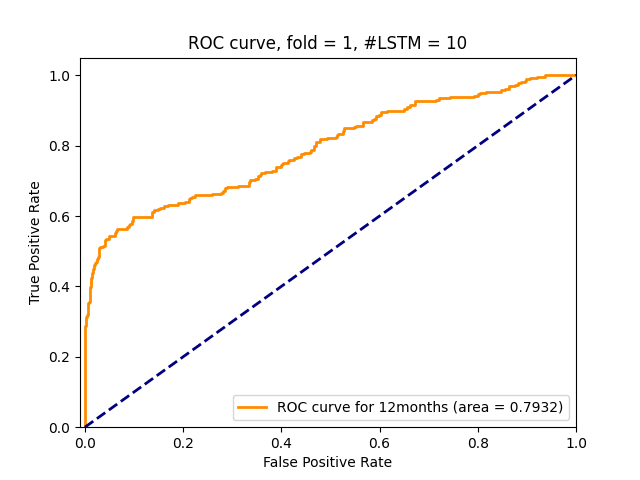 ROC curve, fold = 1, #LSTM = 10
1.0
0.8
0.6
0.4
0.2
0.0
True Positive Rate
ROC curve for 12months (area = 0.7932)
0.0 0.2 0.4 0.6 0.8 1.0
False Positive Rate